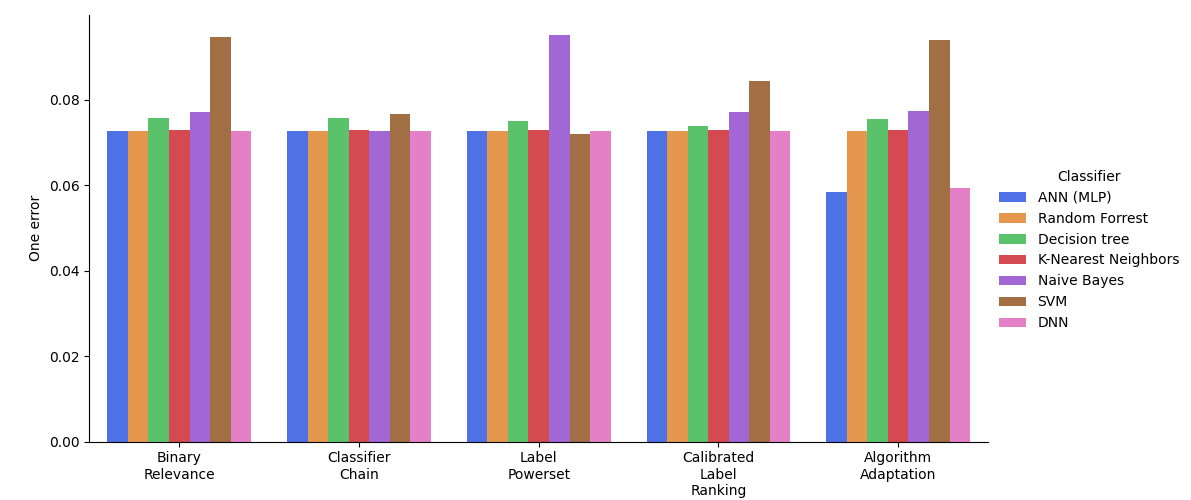 One error
0.08
0.06
0.04
0.02
0.00
Binary
Relevance
Classifier
Chain
Label
Powerset
Calibrated
Label
Ranking
Algorithm
Adaptation
Classifier
ANN (MLP)
Random Forrest
Decision tree
K-Nearest Neighbors
Naive Bayes
SVM
DNN